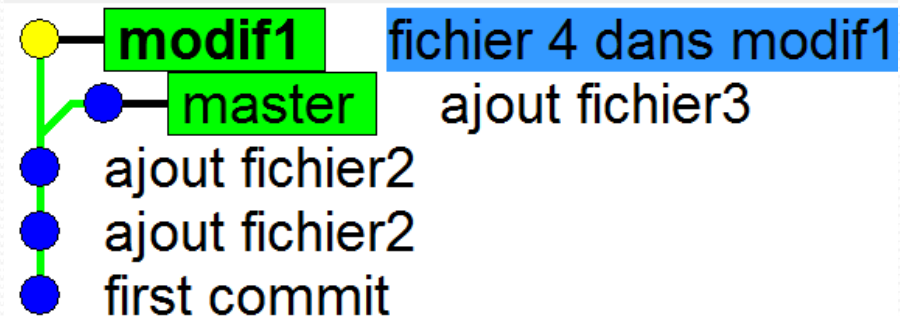 modif1 fichier 4 dans modif1
master ajout fichier3
ajout fichier2
ajout fichier2
first commit